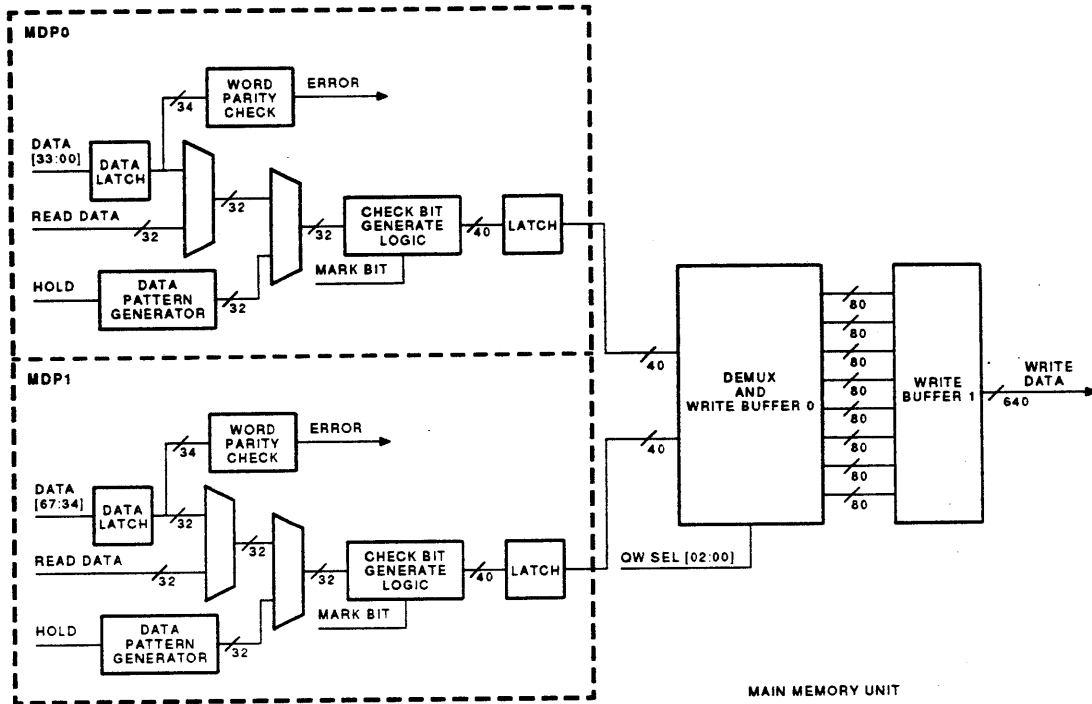 MDP0
WORD
PARITY
CHECK
ERROR
34
DATA
[33:00]
DATA
LATCH
32
READ DATA
32
32
CHECK BIT
GENERATE
LOGIC
40
LATCH
MARK BIT
HOLD
DATA
PATTERN
GENERATOR
32
MDP1
WORD
PARITY
CHECK
ERROR
34
DATA
[67:34]
DATA
LATCH
32
32
READ DATA
32
32
CHECK BIT
GENERATE
LOGIC
40
LATCH
MARK BIT
HOLD
DATA
PATTERN
GENERATOR
32
40
40
DEMUX
AND
WRITE BUFFER 0
QW SEL [02:00]
80
80
80
80
80
80
80
80
WRITE
BUFFER 1
WRITE
DATA
640
MAIN MEMORY UNIT